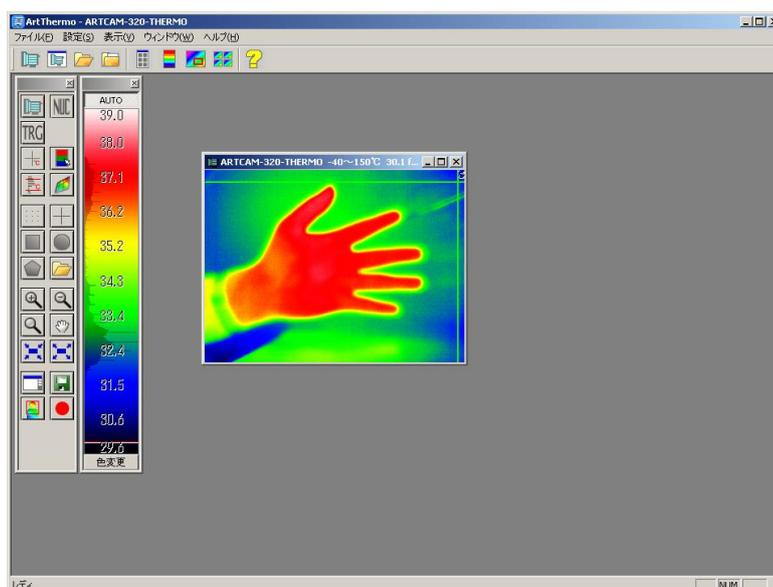 ArtThermo - ARTCAM-320-THERMO
ファイル(F) 設定(S) 表示(V) ウィンドウ(W) ヘルプ(H)
NUC
TRG
AUTO
39.0
38.0
37.1
36.2
35.2
34.3
33.4
32.4
31.5
30.6
29.6
色変更
ARTCAM-320-THERMO -40～150℃ 30.1 f...
レディ
NUM